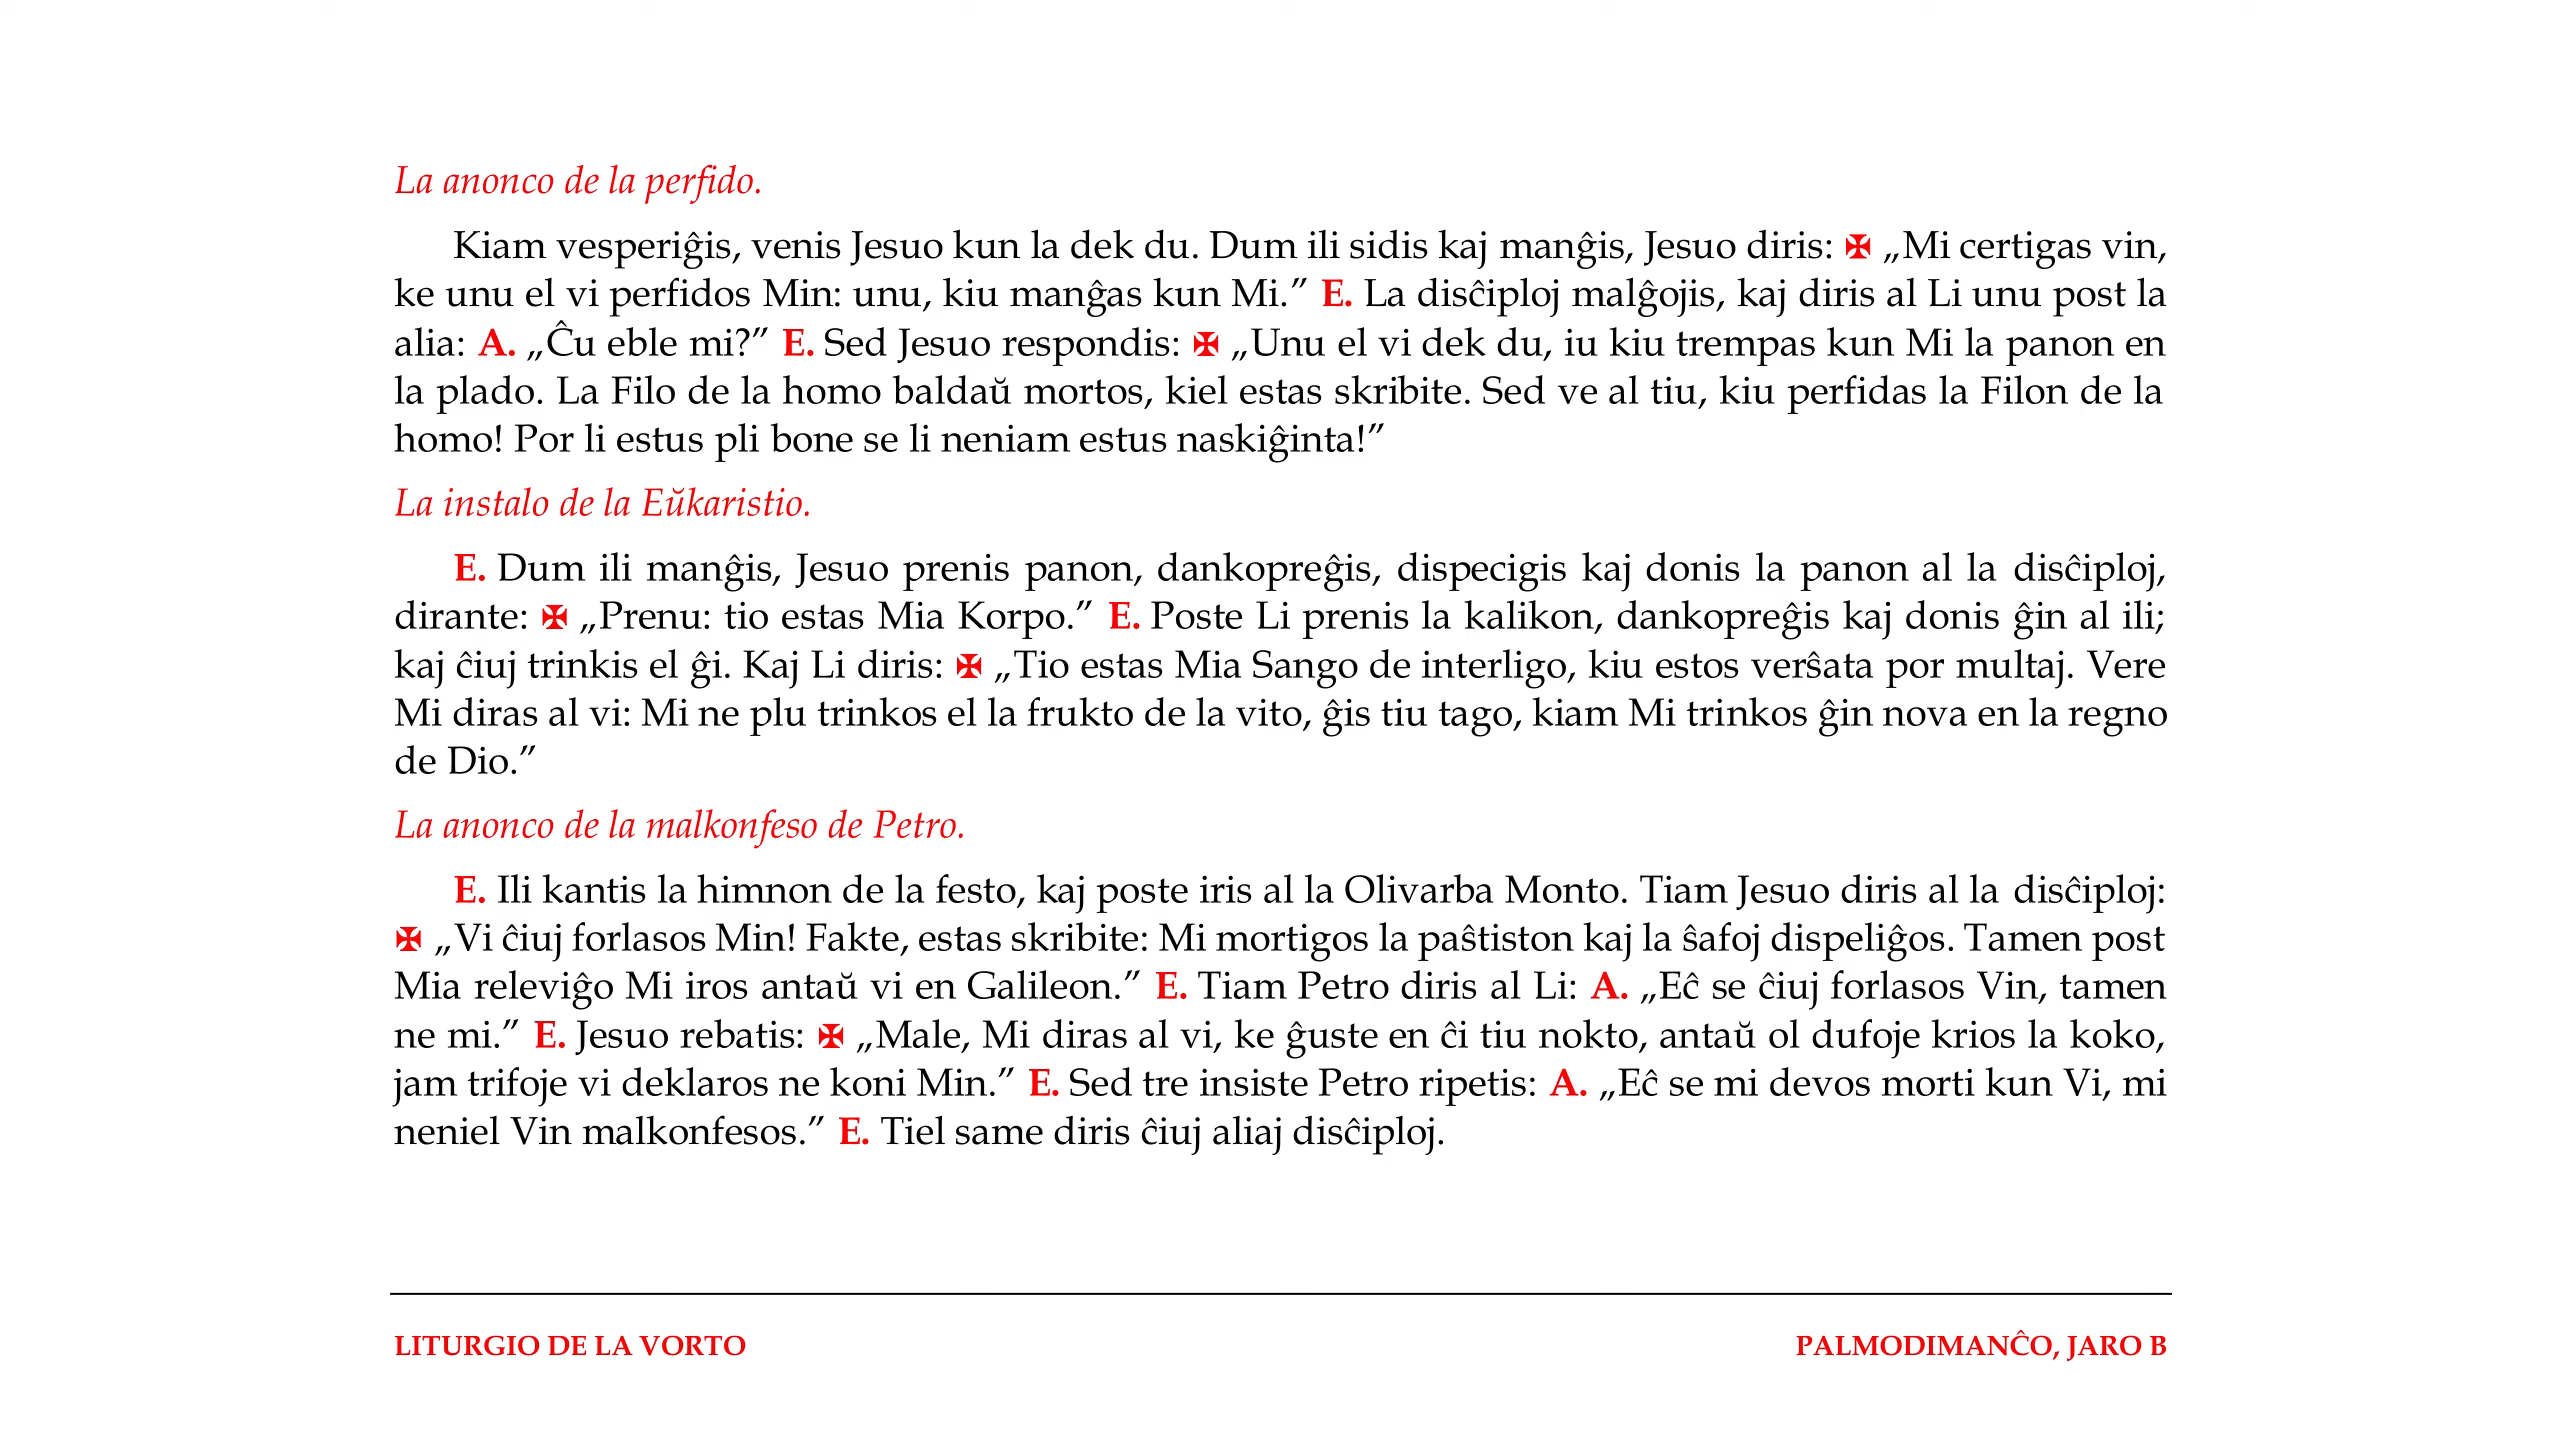 La anonco de la perfido.
Kiam vesperiĝis, venis Jesuo kun la dek du. Dum ili sidis kaj manĝis, Jesuo diris: ✠ „Mi certigas vin,
ke unu el vi perfidos Min: unu, kiu manĝas kun Mi.” E. La disĉiploj malĝojis, kaj diris al Li unu post la
alia: A. „Ĉu eble mi?” E. Sed Jesuo respondis: ✠ „Unu el vi dek du, iu kiu trempas kun Mi la panon en
la plado. La Filo de la homo baldaŭ mortos, kiel estas skribite. Sed ve al tiu, kiu perfidas la Filon de la
homo! Por li estus pli bone se li neniam estus naskiĝinta!”
La instalo de la Eŭkaristio.
E. Dum ili manĝis, Jesuo prenis panon, dankopreĝis, dispecigis kaj donis la panon al la disĉiploj,
dirante: ✠ „Prenu: tio estas Mia Korpo.” E. Poste Li prenis la kalikon, dankopreĝis kaj donis ĝin al ili;
kaj ĉiuj trinkis el ĝi. Kaj Li diris: ✠ „Tio estas Mia Sango de interligo, kiu estos verŝata por multaj. Vere
Mi diras al vi: Mi ne plu trinkos el la frukto de la vito, ĝis tiu tago, kiam Mi trinkos ĝin nova en la regno
de Dio.”
La anonco de la malkonfeso de Petro.
E. Ili kantis la himnon de la festo, kaj poste iris al la Olivarba Monto. Tiam Jesuo diris al la disĉiploj:
✠ „Vi ĉiuj forlasos Min! Fakte, estas skribite: Mi mortigos la paŝtiston kaj la ŝafoj dispeliĝos. Tamen post
Mia releviĝo Mi iros antaŭ vi en Galileon.” E. Tiam Petro diris al Li: A. „Eĉ se ĉiuj forlasos Vin, tamen
ne mi.” E. Jesuo rebatis: ✠ „Male, Mi diras al vi, ke ĝuste en ĉi tiu nokto, antaŭ ol dufoje krios la koko,
jam trifoje vi deklaros ne koni Min.” E. Sed tre insiste Petro ripetis: A. „Eĉ se mi devos morti kun Vi, mi
neniel Vin malkonfesos.” E. Tiel same diris ĉiuj aliaj disĉiploj.
LITURGIO DE LA VORTO
PALMODIMANĈO, JARO B